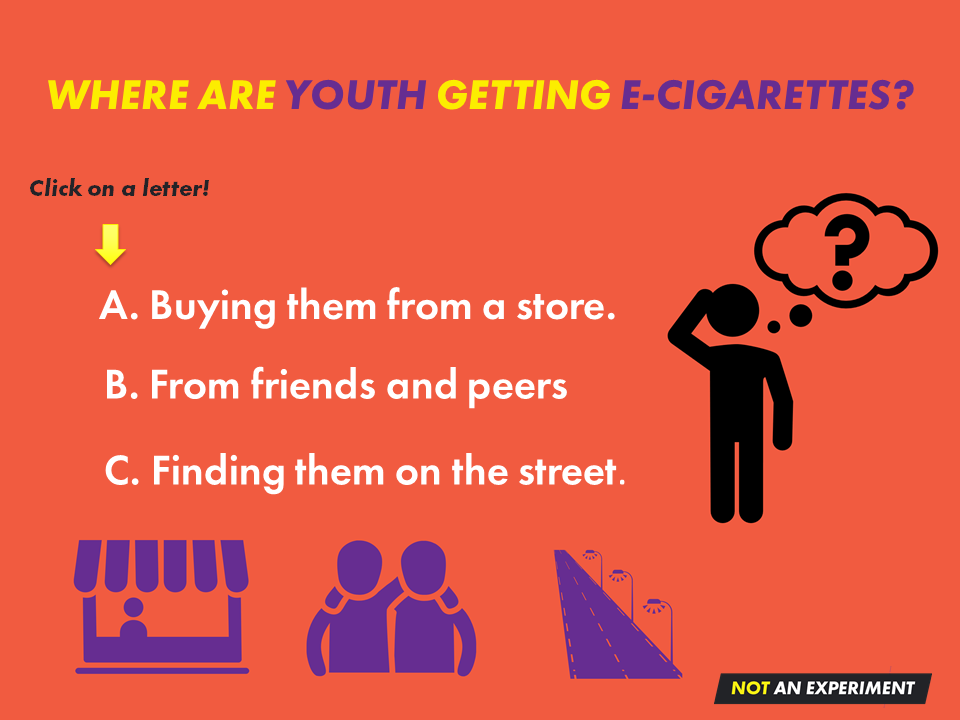 WHERE ARE YOUTH GETTING E-CIGARETTES?
Click on a letter!
?
A. Buying them from a store.
B. From friends and peers
C. Finding them on the street.
NOT AN EXPERIMENT